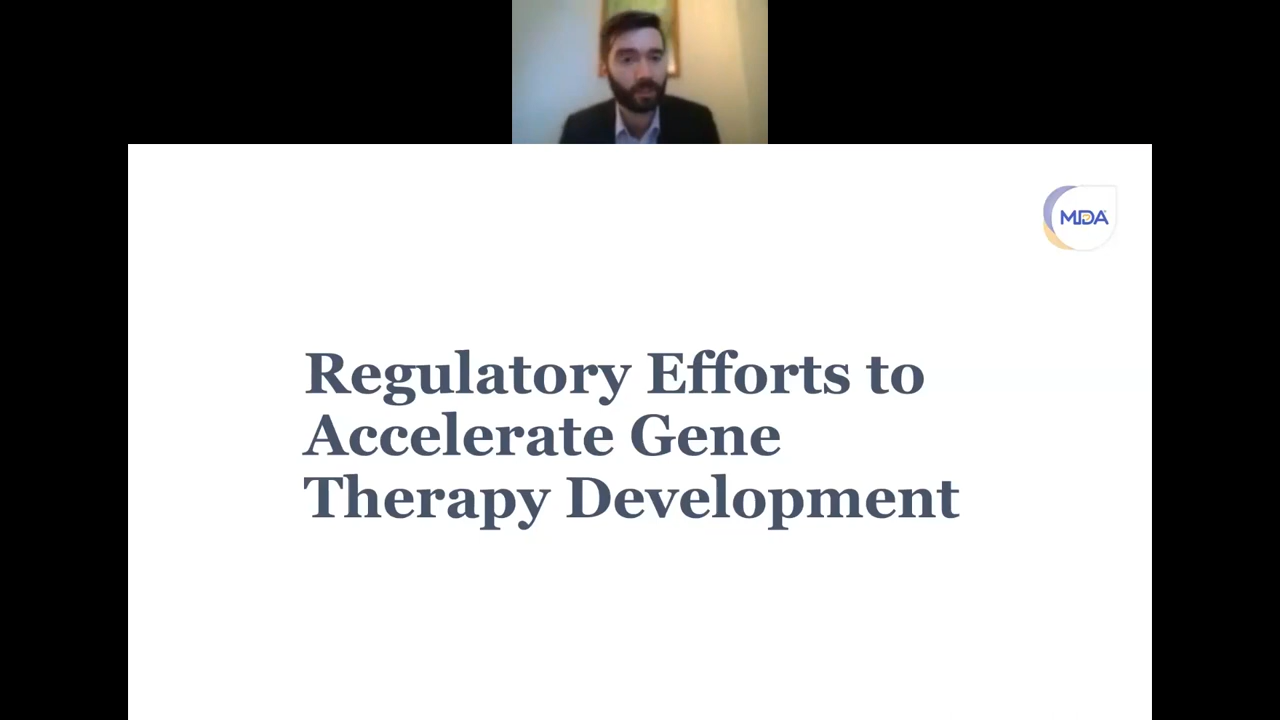 MDA
Regulatory Efforts to
Accelerate Gene
Therapy Development